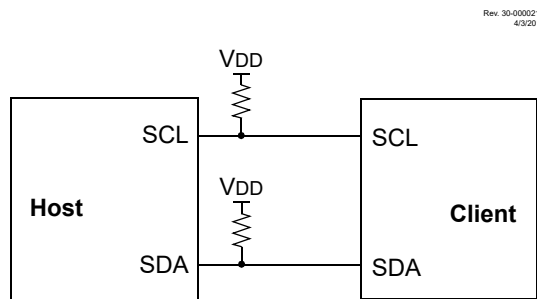 Rev. 30-00002
4/3/20
VDD
SCL
SCL
VDD
Host
Client
SDA
SDA